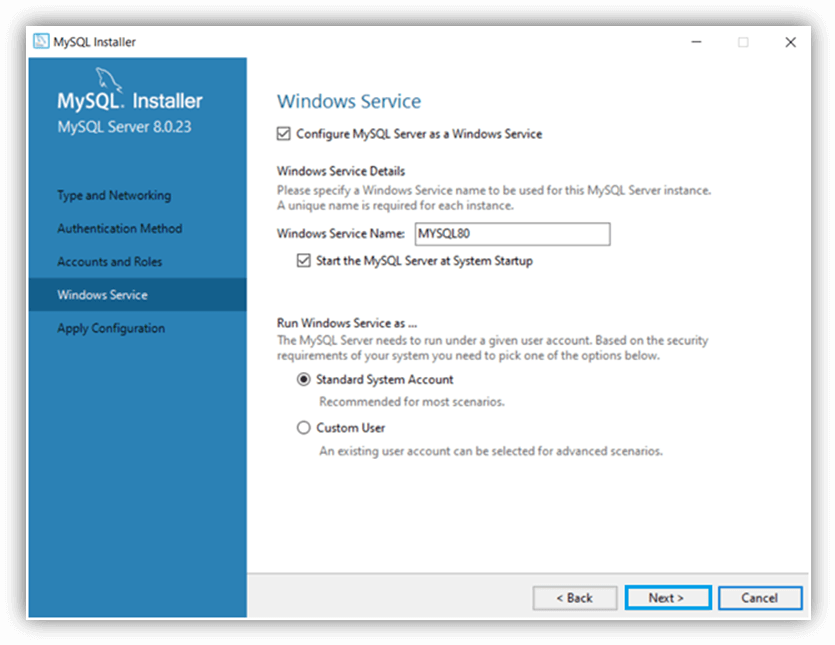 MySQL Installer
MySQL. Installer
MySQL Server 8.0.23
Type and Networking
Authentication Method
Accounts and Roles
Windows Service
Apply Configuration
Windows Service
Configure MySQL Server as a Windows Service
Windows Service Details
Please specify a Windows Service name to be used for this MySQL Server instance.
A unique name is required for each instance.
Windows Service Name: MYSQL80
Start the MySQL Server at System Startup
Run Windows Service as ...
The MySQL Server needs to run under a given user account. Based on the security
requirements of your system you need to pick one of the options below.
Standard System Account
Recommended for most scenarios.
Custom User
An existing user account can be selected for advanced scenarios.
< Back Next > Cancel